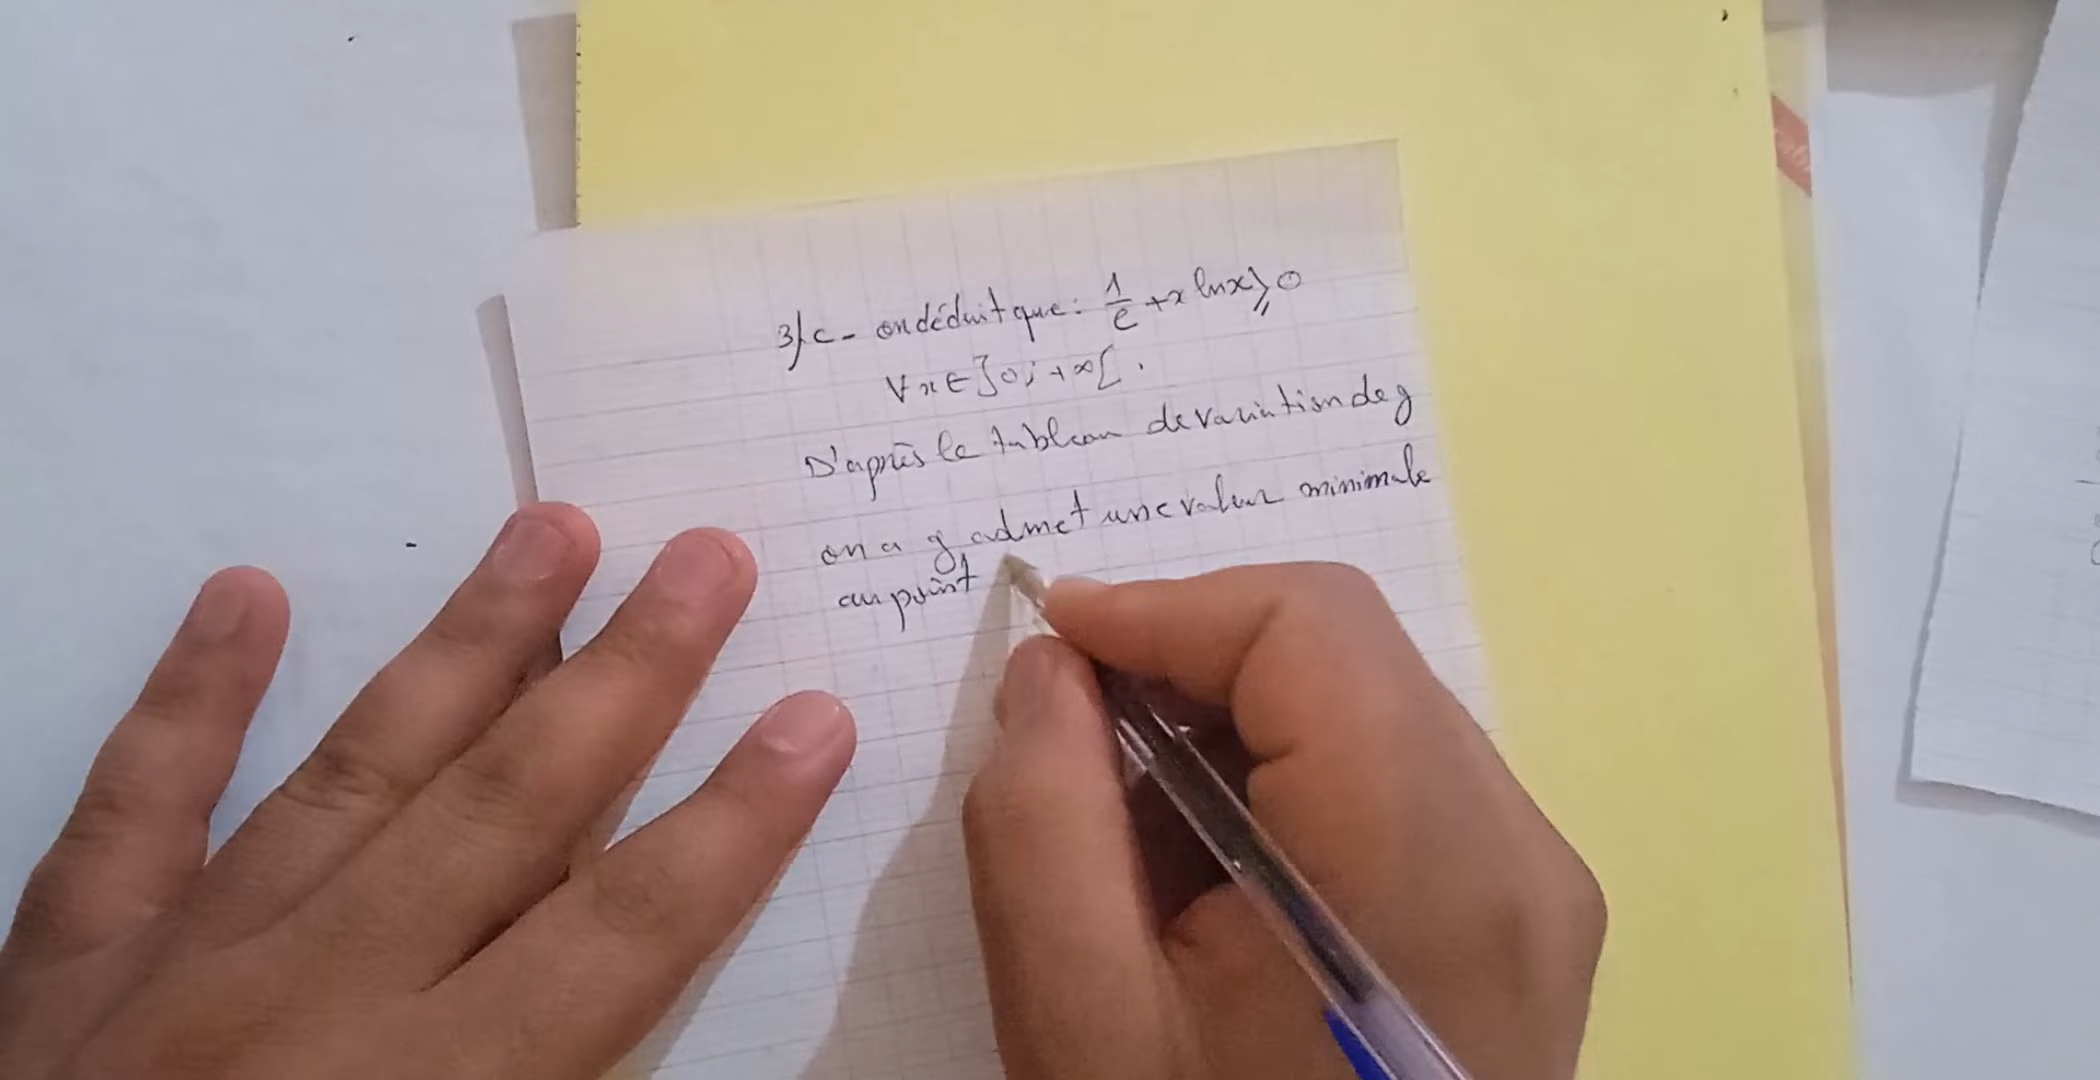 3/c- on déduit que: 1/e + x ln x ⩾ 0
∀x ∈ ]0; +∞[.
D'après le tableau de variation de g
on a g admet une valeur minimale
au point